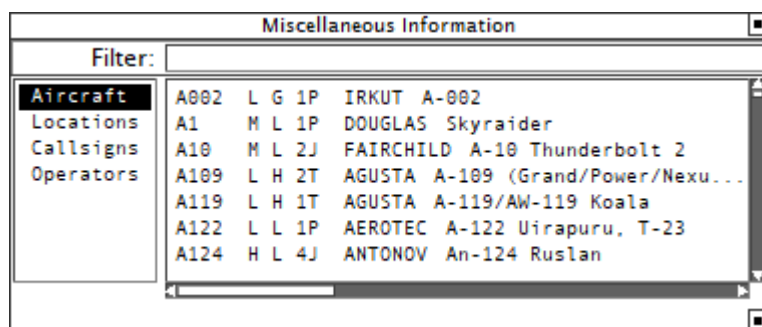 Miscellaneous Information
Filter:
Aircraft
Locations
Callsigns
Operators
A002 L G 1P IRKUT A-002
A1 M L 1P DOUGLAS Skyraider
A10 M L 2J FAIRCHILD A-10 Thunderbolt 2
A109 L H 2T AGUSTA A-109 (Grand/Power/Nexu...
A119 L H 1T AGUSTA A-119/AW-119 Koala
A122 L L 1P AEROTEC A-122 Uirapuru, T-23
A124 H L 4J ANTONOV An-124 Ruslan